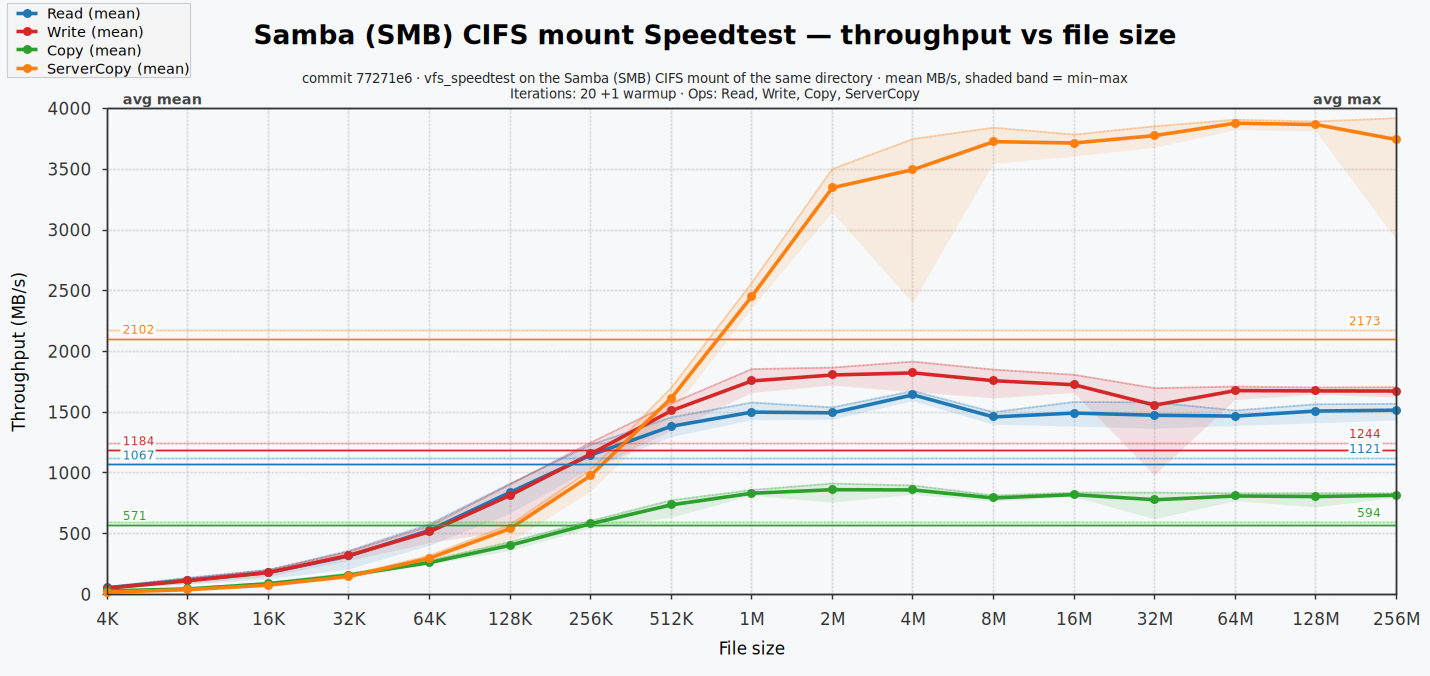 Read (mean)
Write (mean)
Copy (mean)
ServerCopy (mean)
Samba (SMB) CIFS mount Speedtest — throughput vs file size
commit 77271e6 · vfs_speedtest on the Samba (SMB) CIFS mount of the same directory · mean MB/s, shaded band = min–max
Iterations: 20 +1 warmup · Ops: Read, Write, Copy, ServerCopy
avg mean
avg max
4000
3500
3000
2500
2000
1500
1000
500
0
Throughput (MB/s)
2102
2173
1184
1244
1067
1121
571
594
4K 8K 16K 32K 64K 128K 256K 512K 1M 2M 4M 8M 16M 32M 64M 128M 256M
File size